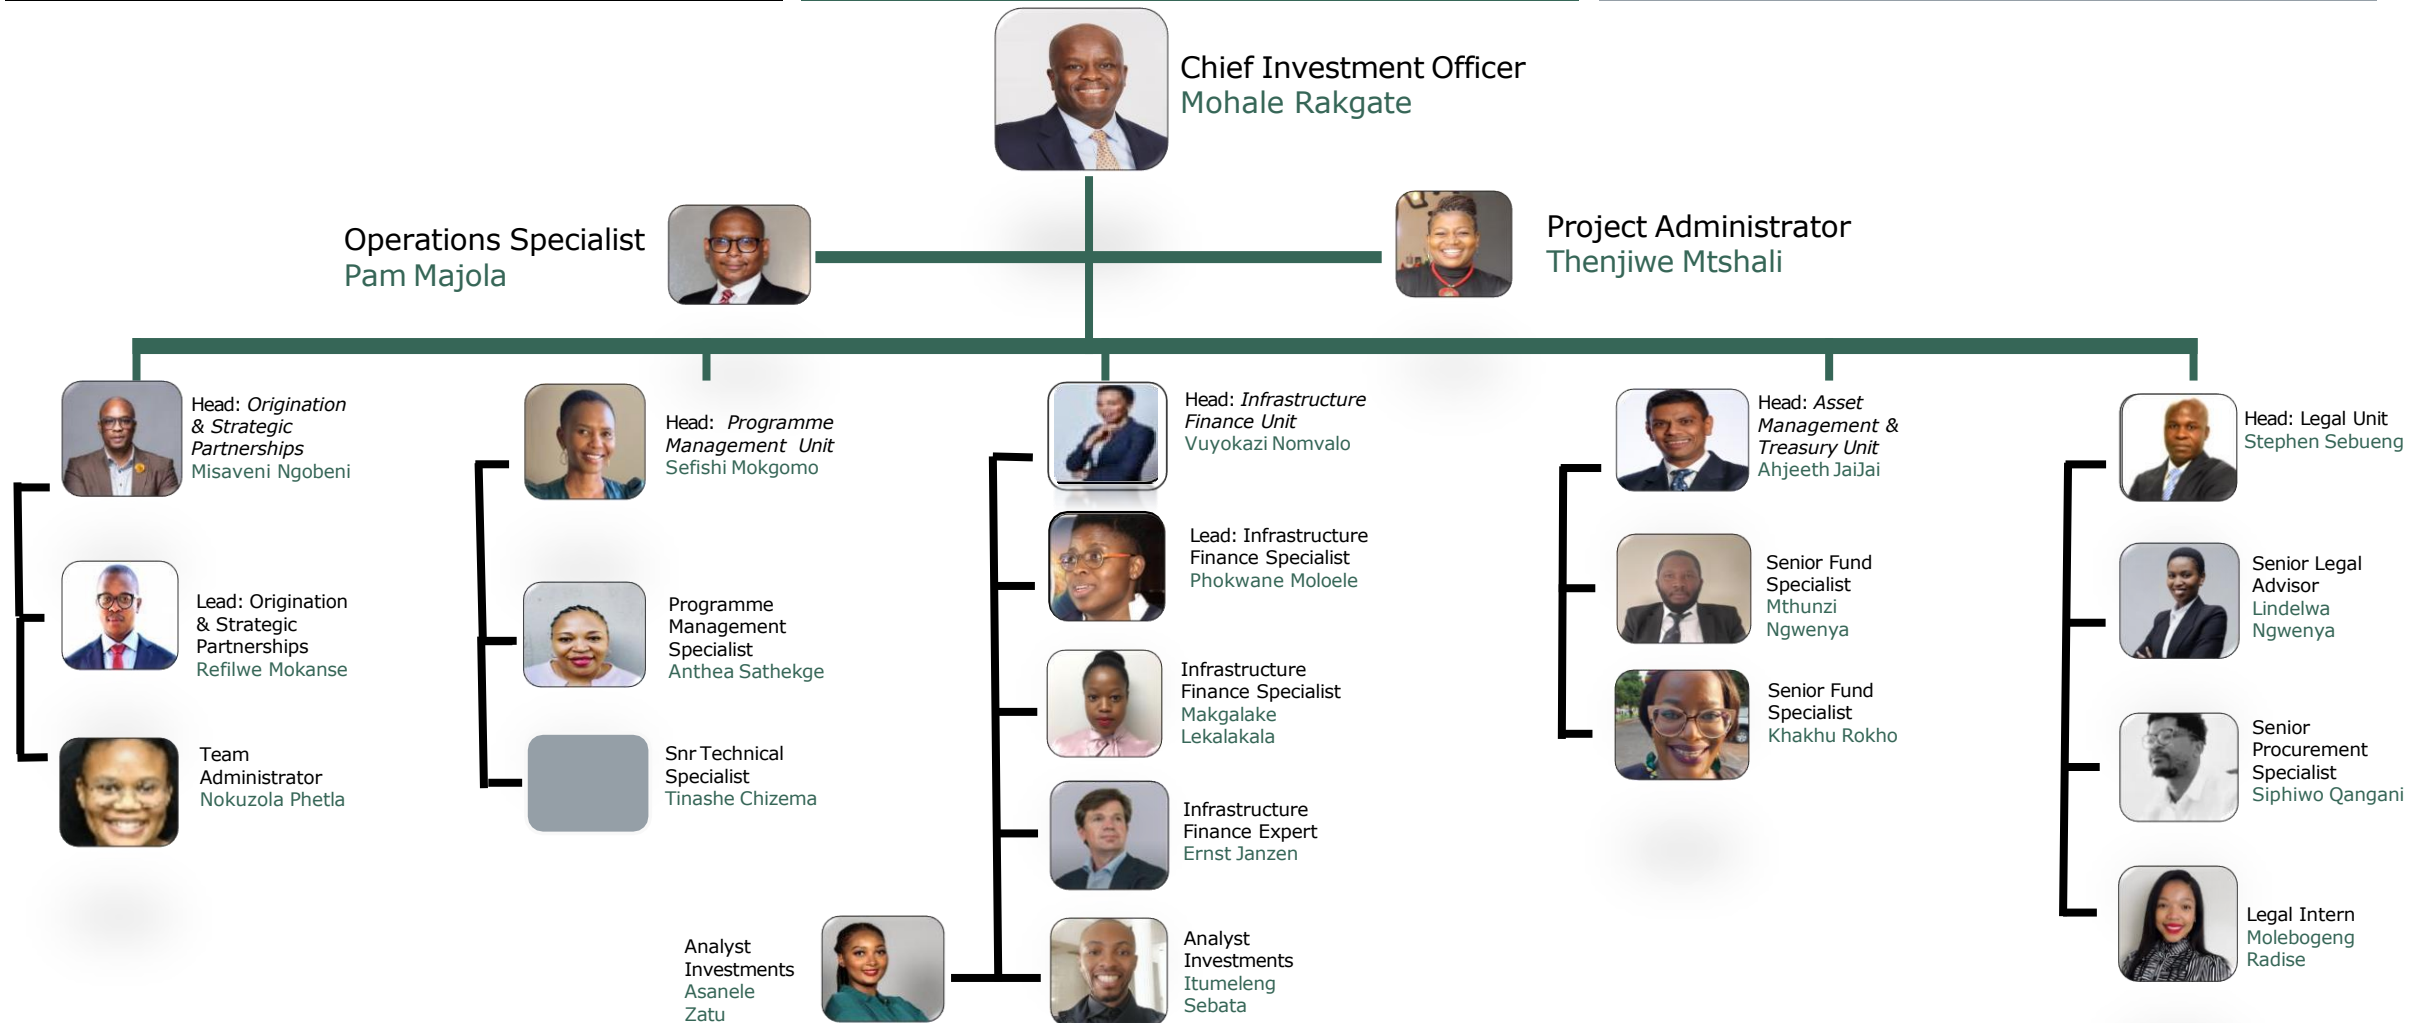 Chief Investment Officer
Mohale Rakgate
Operations Specialist
Pam Majola
Project Administrator
Thenjiwe Mtshali
Head: Origination
& Strategic
Partnerships
Misaveni Ngobeni
Lead: Origination
& Strategic
Partnerships
Refilwe Mokanse
Team
Administrator
Nokuzola Phetla
Head: Programme
Management Unit
Sefishi Mokgomo
Programme
Management
Specialist
Anthea Sathekge
Snr Technical
Specialist
Tinashe Chizema
Head: Infrastructure
Finance Unit
Vuyokazi Nomvalo
Lead: Infrastructure
Finance Specialist
Phokwane Moloele
Infrastructure
Finance Specialist
Makgalake
Lekalakala
Infrastructure
Finance Expert
Ernst Janzen
Analyst
Investments
Asanele
Zatu
Analyst
Investments
Itumeleng
Sebata
Head: Asset
Management &
Treasury Unit
Ahjeeth JaiJai
Senior Fund
Specialist
Mthunzi
Ngwenya
Senior Fund
Specialist
Khakhu Rokho
Head: Legal Unit
Stephen Sebueng
Senior Legal
Advisor
Lindelwa
Ngwenya
Senior
Procurement
Specialist
Siphiwo Qangani
Legal Intern
Molebogeng
Radise